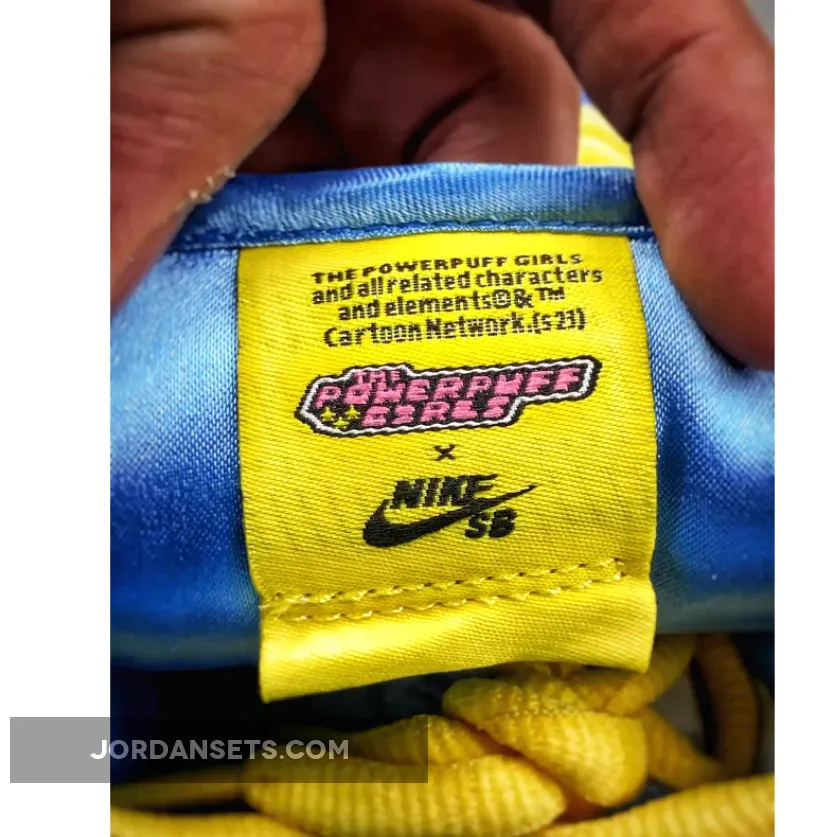 THE POWERPUFF GIRLS
and all related characters
and elements©& ™
Cartoon Network.(s23)
THE
POWERPUFF
GIRLS
x
NIKE
SB
JORDANSETS.COM